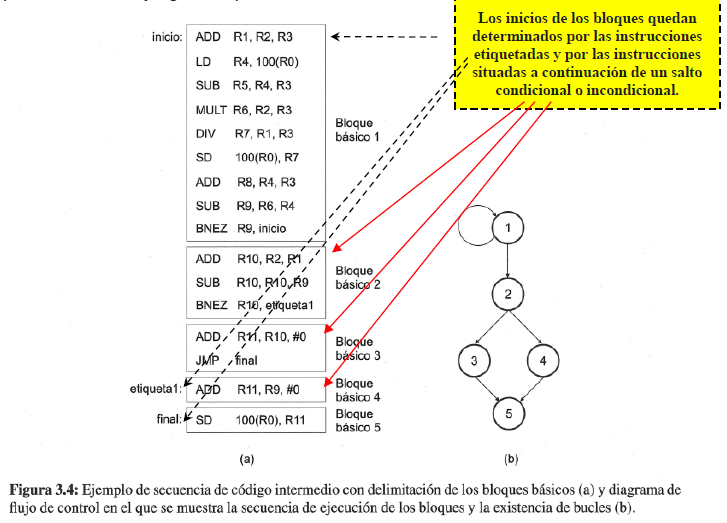 Los inicios de los bloques quedan
determinados por las instrucciones
etiquetadas y por las instrucciones
situadas a continuación de un salto
condicional o incondicional.
inicio: ADD R1, R2, R3
LD R4, 100(R0)
SUB R5, R4, R3
MULT R6, R2, R3
DIV R7, R1, R3
SD 100(R0), R7
ADD R8, R4, R3
SUB R9, R6, R4
BNEZ R9, inicio
Bloque
básico 1
ADD R10, R2, R1
SUB R10, R10, R9
BNEZ R10, etiqueta1
Bloque
básico 2
ADD R11, R10, #0
JMP final
Bloque
básico 3
etiqueta1: ADD R11, R9, #0
Bloque
básico 4
final: SD 100(R0), R11
Bloque
básico 5
(a)
1
2
3 4
5
(b)
Figura 3.4: Ejemplo de secuencia de código intermedio con delimitación de los bloques básicos (a) y diagrama de
flujo de control en el que se muestra la secuencia de ejecución de los bloques y la existencia de bucles (b).